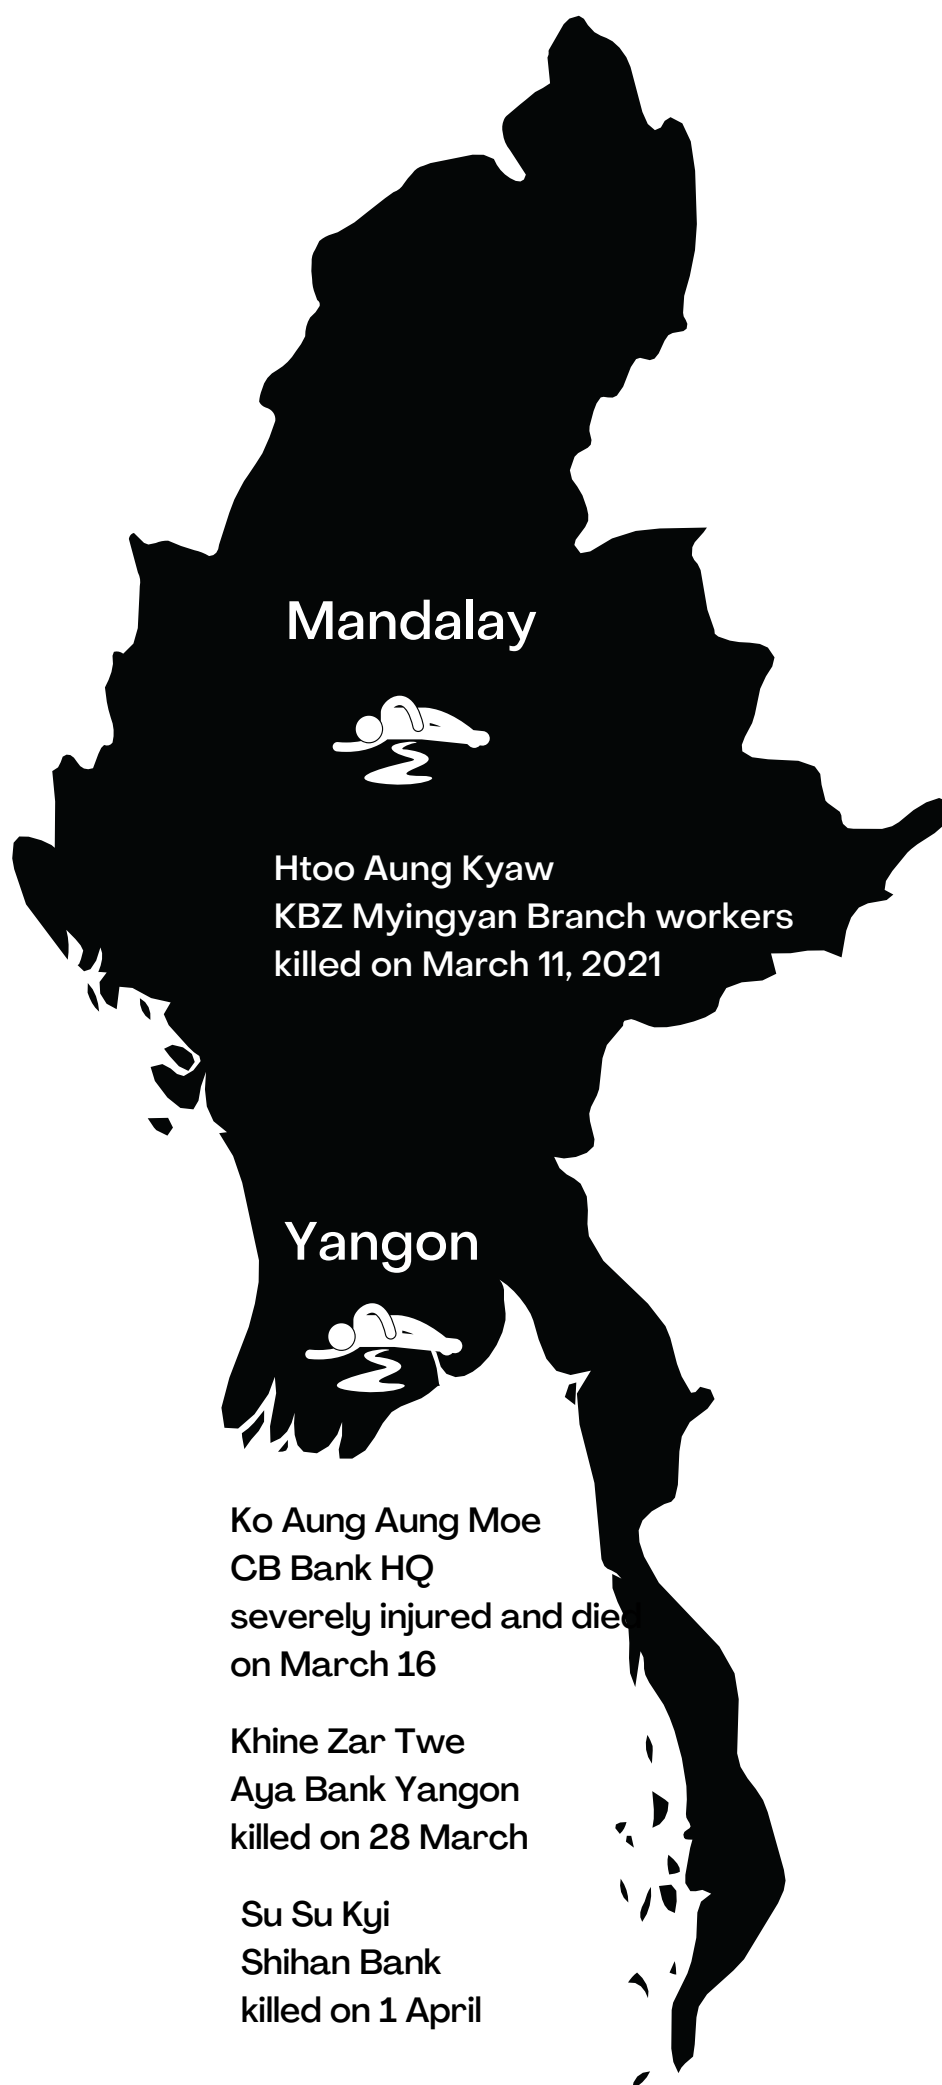 Mandalay
Htoo Aung Kyaw
KBZ Myingyan Branch workers
killed on March 11, 2021
Yangon
Ko Aung Aung Moe
CB Bank HQ
severely injured and died
on March 16
Khine Zar Twe
Aya Bank Yangon
killed on 28 March
Su Su Kyi
Shihan Bank
killed on 1 April